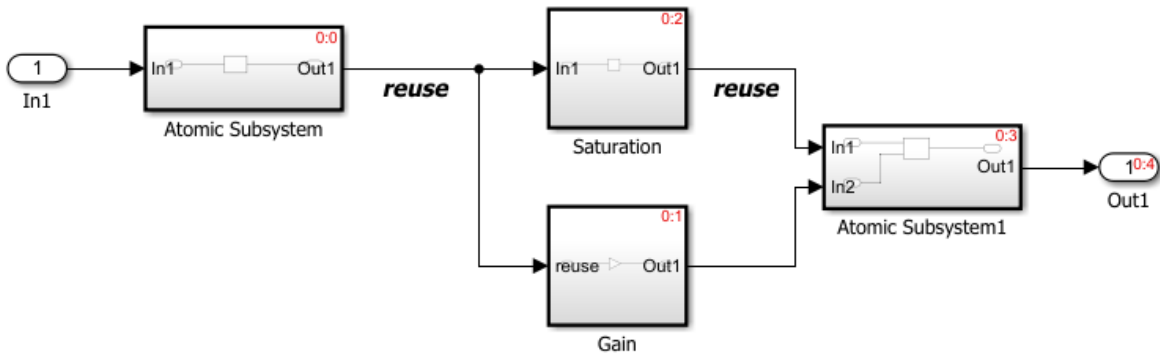 1
In1
0:0
In1
Out1
Atomic Subsystem
reuse
0:2
In1
Out1
Saturation
reuse
0:1
reuse
Out1
Gain
0:3
In1
In2
Out1
Atomic Subsystem1
1
0:4
Out1